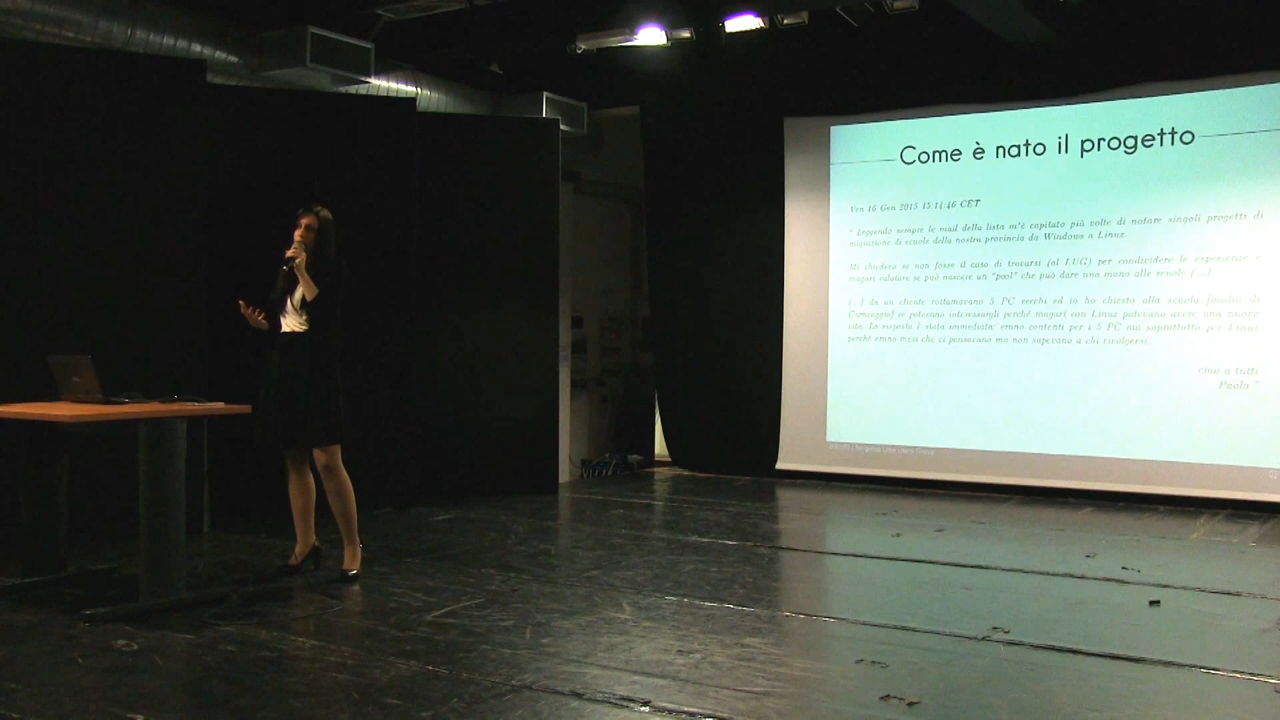 Come è nato il progetto
Ven 16 Gen 2015 15:14:46 CET
" Leggendo sempre le mail della lista m'è capitato più volte di notare singoli progetti di
migrazione di scuole della nostra provincia da Windows a Linux.
Mi chiedevo se non fosse il caso di trovarsi (al LUG) per condividere le esperienze e
magari valutare se può nascere un "pool" che può dare una mano alle scuole (...)
(...) da un cliente rottamavano 5 PC vecchi ed io ho chiesto alla scuola
se potevano interessargli perché magari con Linux potevano avere una nuova
vita. La risposta è stata immediata: erano contenti per i 5 PC ma soprattutto per Linux
perché erano mesi che ci pensavano ma non sapevano a chi rivolgersi.
ciao a tutti
Paola "
Linux Users Group